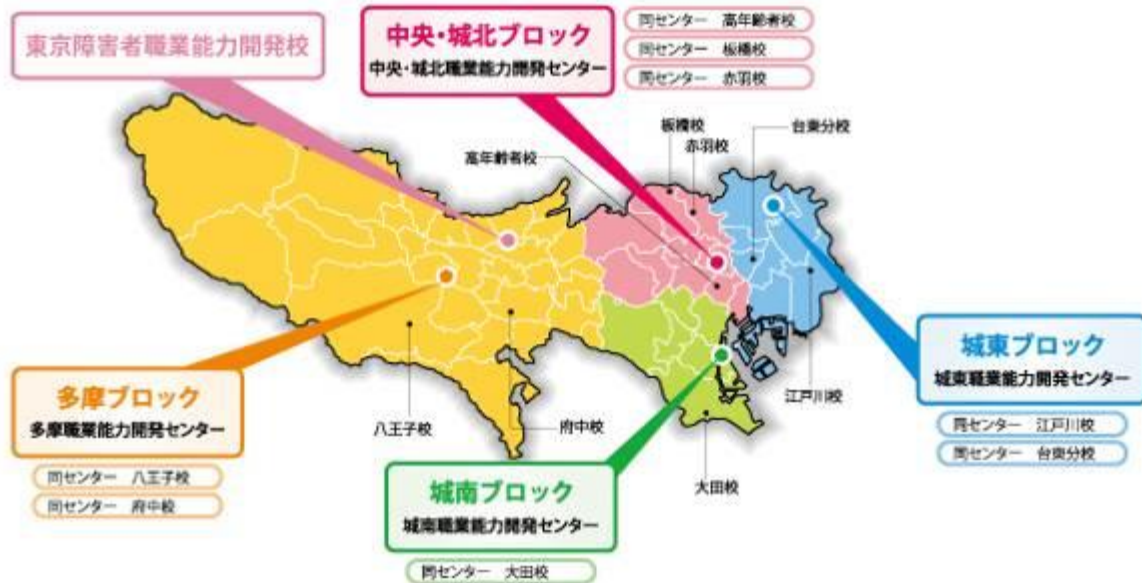 東京障害者職業能力開発校
中央・城北ブロック
中央・城北職業能力開発センター
同センター 高年齢者校
同センター 板橋校
同センター 赤羽校
板橋校
赤羽校
台東分校
高年齢者校
城東ブロック
城東職業能力開発センター
同センター 江戸川校
同センター 台東分校
江戸川校
多摩ブロック
多摩職業能力開発センター
同センター 八王子校
同センター 府中校
八王子校
府中校
城南ブロック
城南職業能力開発センター
同センター 大田校
大田校